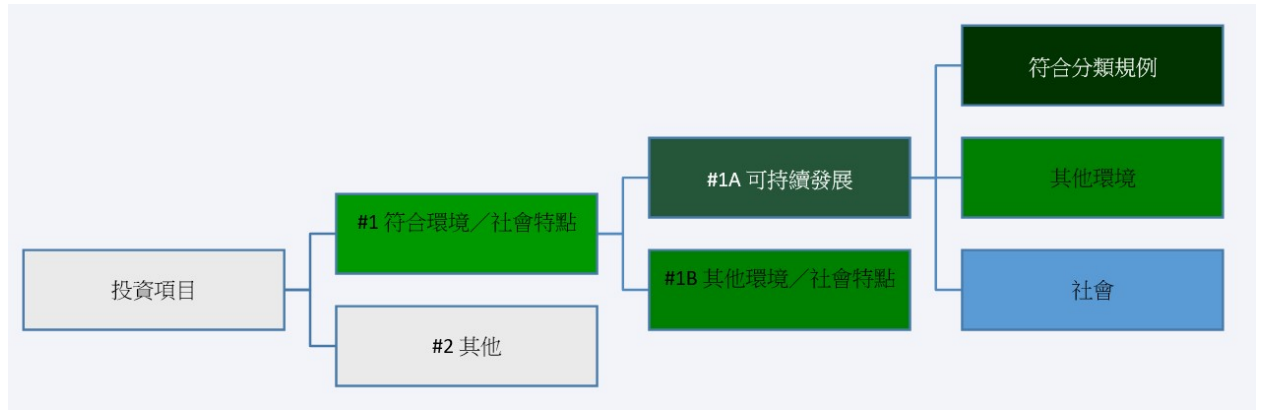 投資項目
#1 符合環境／社會特點
#2 其他
#1A 可持續發展
#1B 其他環境／社會特點
符合分類規例
其他環境
社會